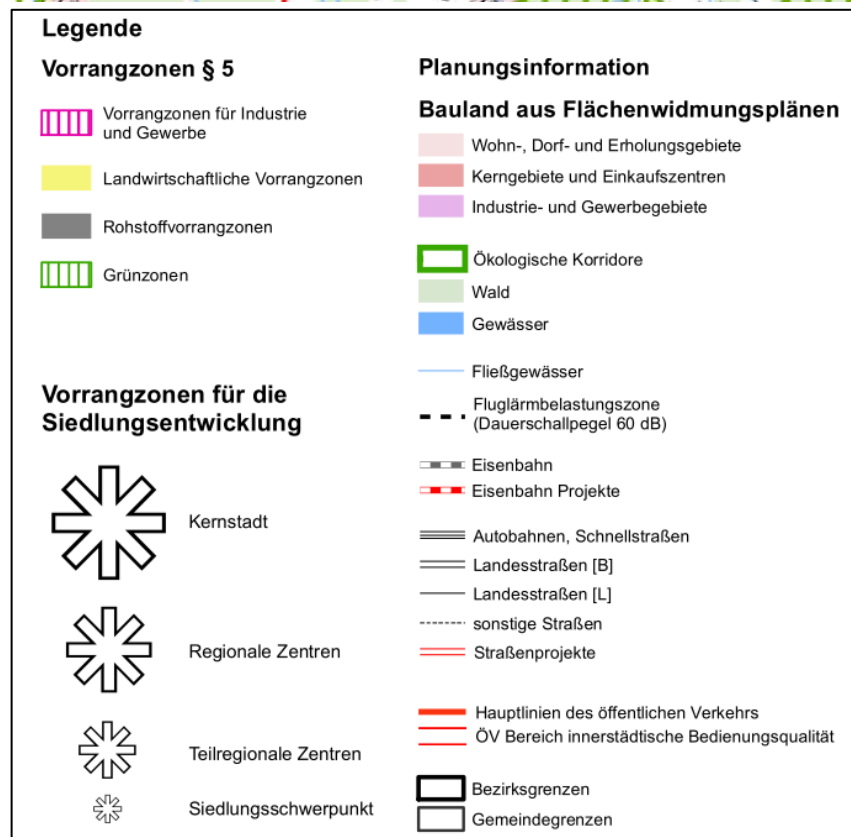 Legende
Vorrangzonen § 5
Vorrangzonen für Industrie
und Gewerbe
Landwirtschaftliche Vorrangzonen
Rohstoffvorrangzonen
Grünzonen
Vorrangzonen für die
Siedlungsentwicklung
Kernstadt
Regionale Zentren
Teilregionale Zentren
Siedlungsschwerpunkt
Planungsinformation
Bauland aus Flächenwidmungsplänen
Wohn-, Dorf- und Erholungsgebiete
Kerngebiete und Einkaufszentren
Industrie- und Gewerbegebiete
Ökologische Korridore
Wald
Gewässer
Fließgewässer
Fluglärmbelastungszone
(Dauerschallpegel 60 dB)
Eisenbahn
Eisenbahn Projekte
Autobahnen, Schnellstraßen
Landesstraßen [B]
Landesstraßen [L]
sonstige Straßen
Straßenprojekte
Hauptlinien des öffentlichen Verkehrs
ÖV Bereich innerstädtische Bedienungsqualität
Bezirksgrenzen
Gemeindegrenzen